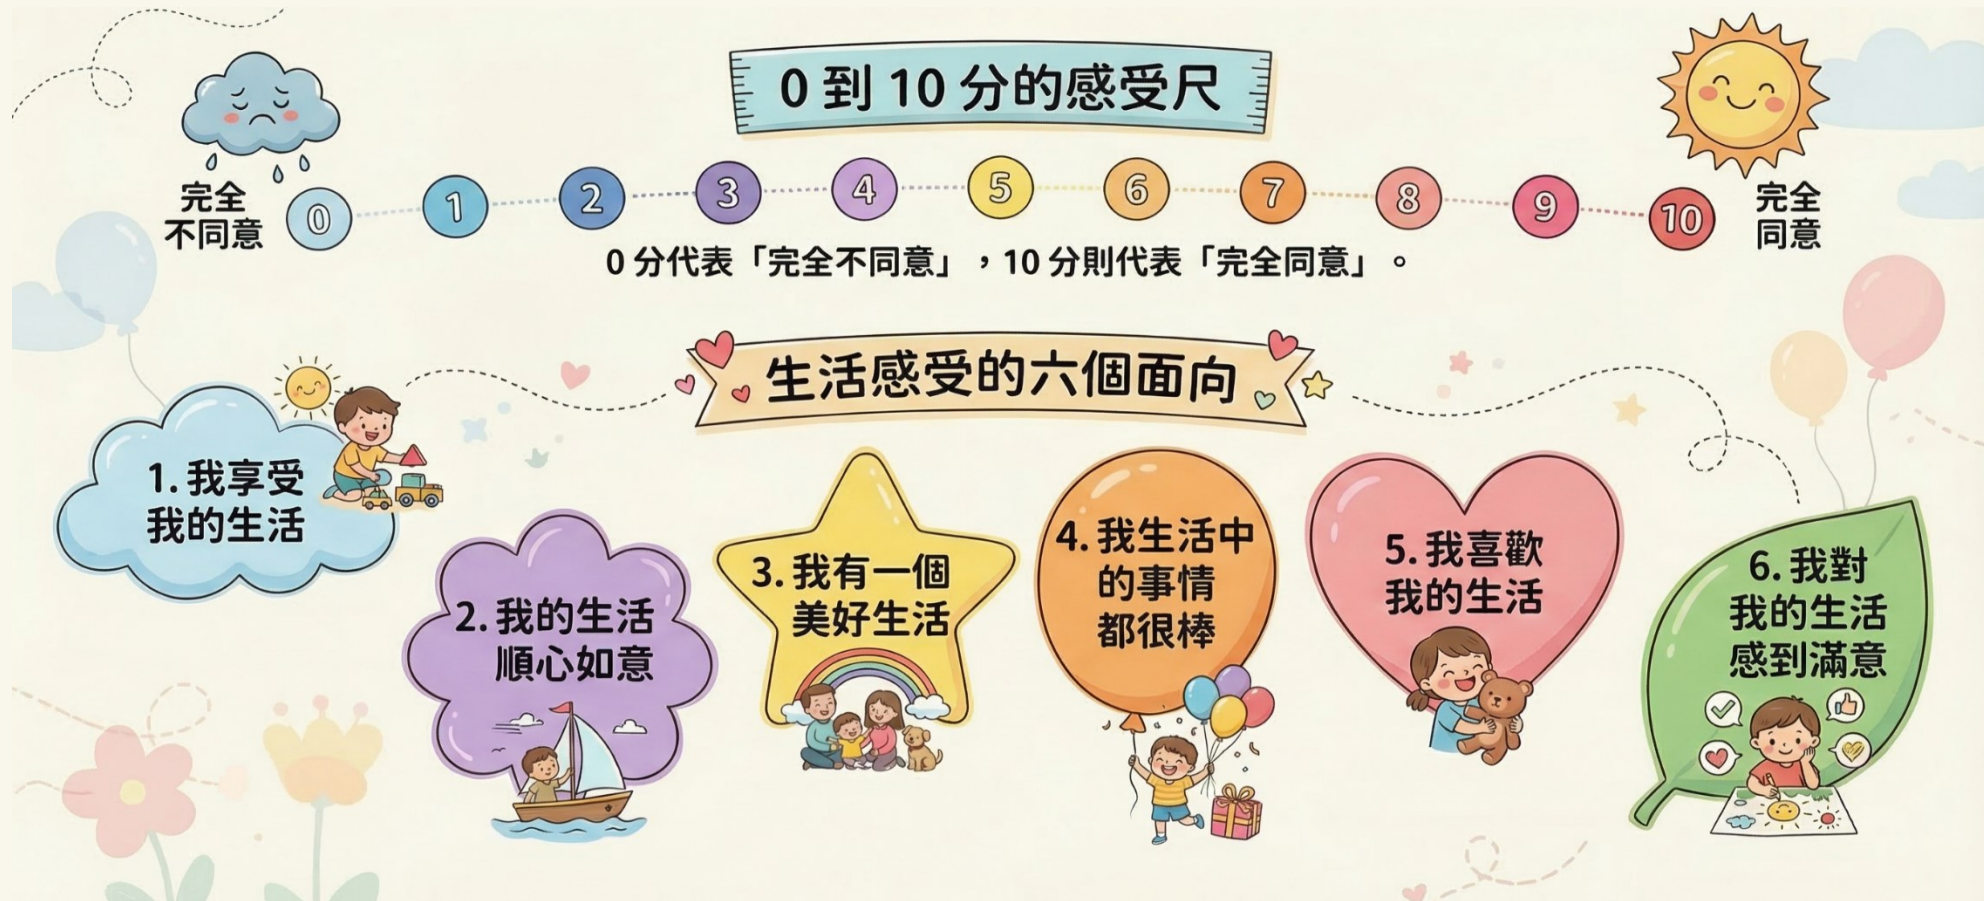 0 到 10 分的感受尺
完全
不同意
0
1
2
3
4
5
6
7
8
9
10
完全
同意
0 分代表「完全不同意」，10 分則代表「完全同意」。
生活感受的六個面向
1. 我享受
我的生活
2. 我的生活
順心如意
3. 我有一個
美好生活
4. 我生活中
的事情
都很棒
5. 我喜歡
我的生活
6. 我對
我的生活
感到滿意